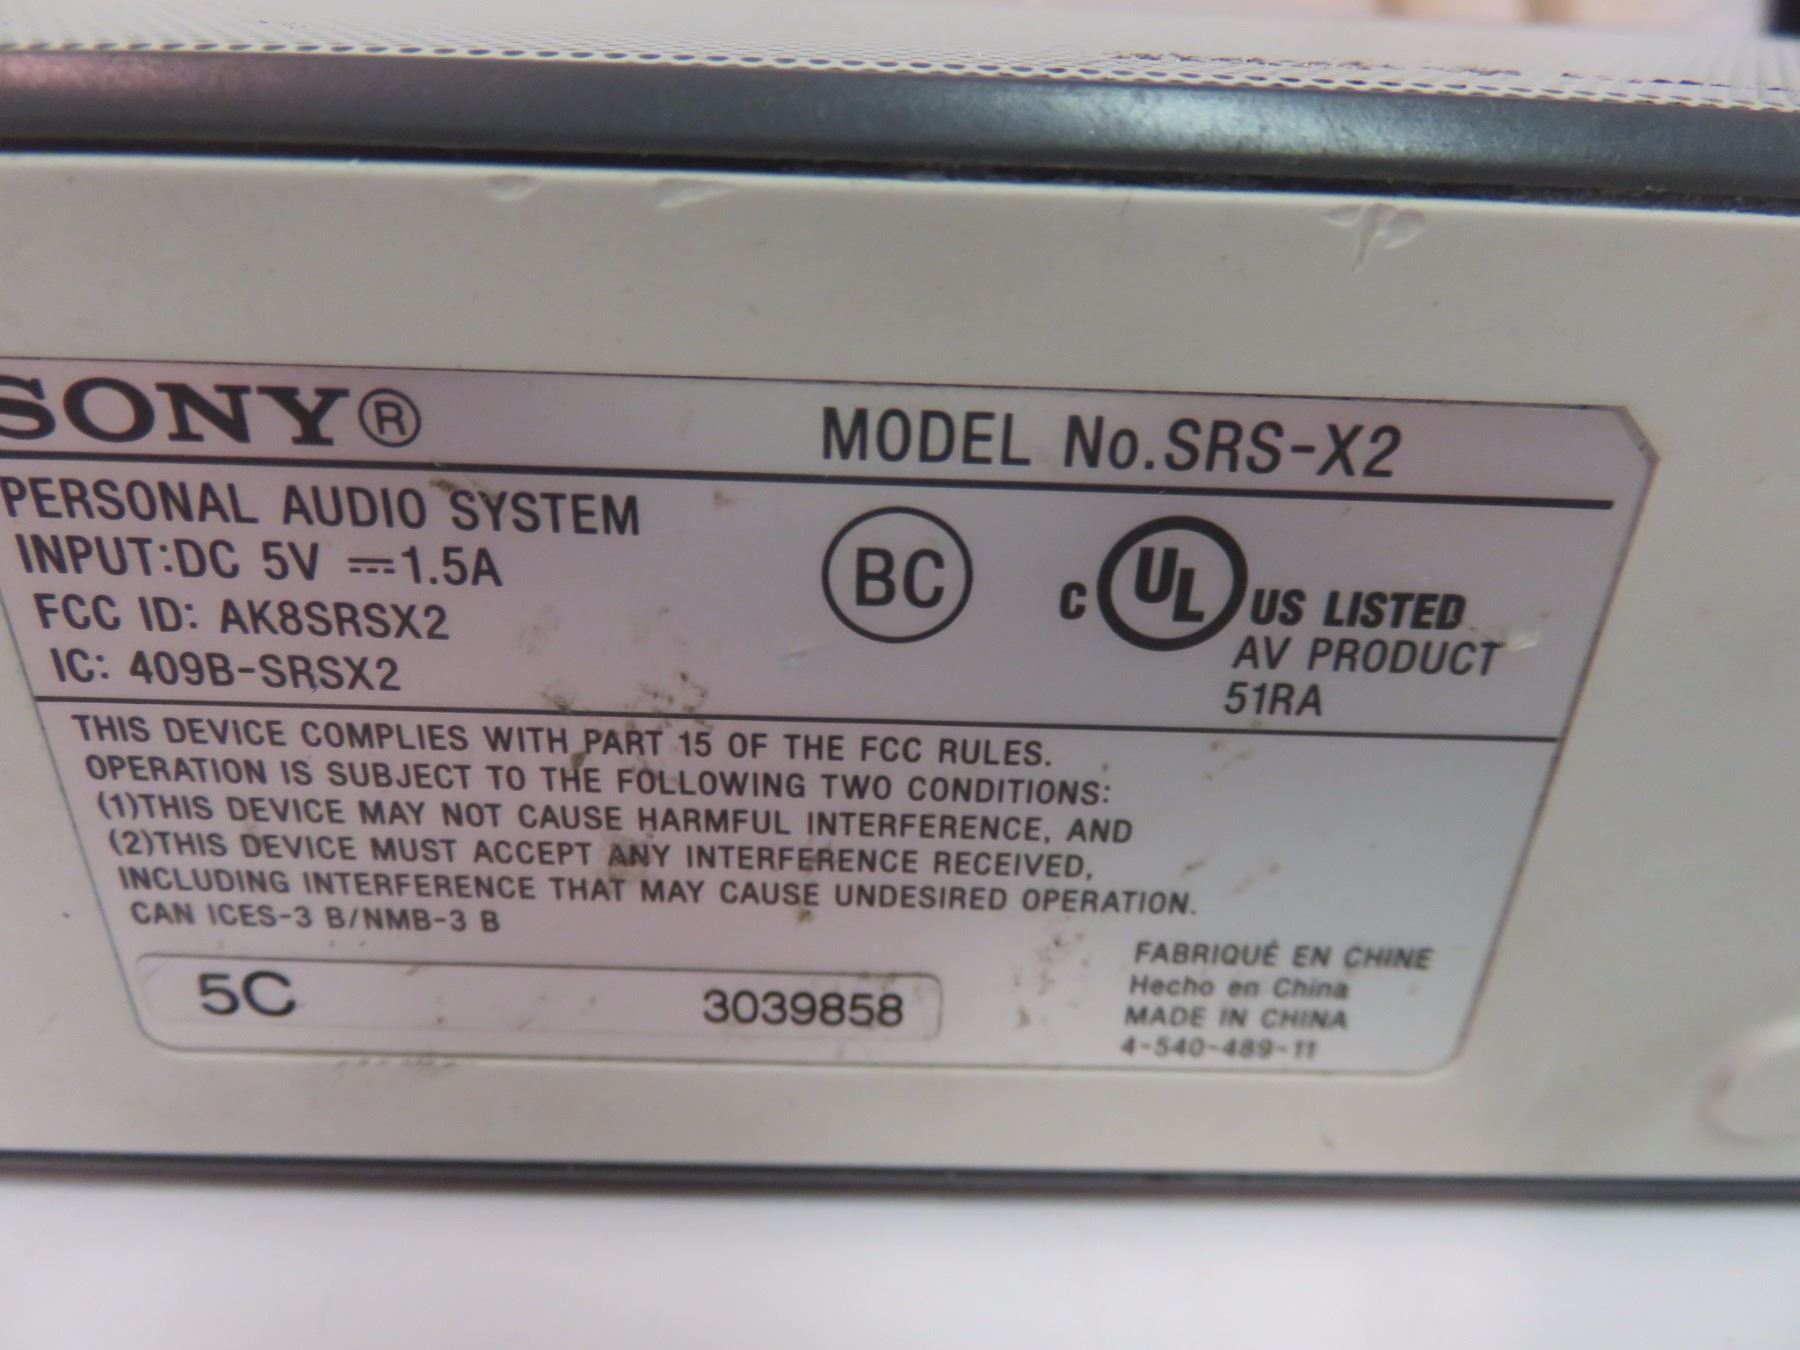 SONY® MODEL No.SRS-X2
PERSONAL AUDIO SYSTEM
INPUT:DC 5V ⎓1.5A
FCC ID: AK8SRSX2
IC: 409B-SRSX2
BC
C UL US LISTED
AV PRODUCT
51RA
THIS DEVICE COMPLIES WITH PART 15 OF THE FCC RULES.
OPERATION IS SUBJECT TO THE FOLLOWING TWO CONDITIONS:
(1)THIS DEVICE MAY NOT CAUSE HARMFUL INTERFERENCE, AND
(2)THIS DEVICE MUST ACCEPT ANY INTERFERENCE RECEIVED,
INCLUDING INTERFERENCE THAT MAY CAUSE UNDESIRED OPERATION.
CAN ICES-3 B/NMB-3 B
5C 3039858
FABRIQUÉ EN CHINE
Hecho en China
MADE IN CHINA
4-540-489-11